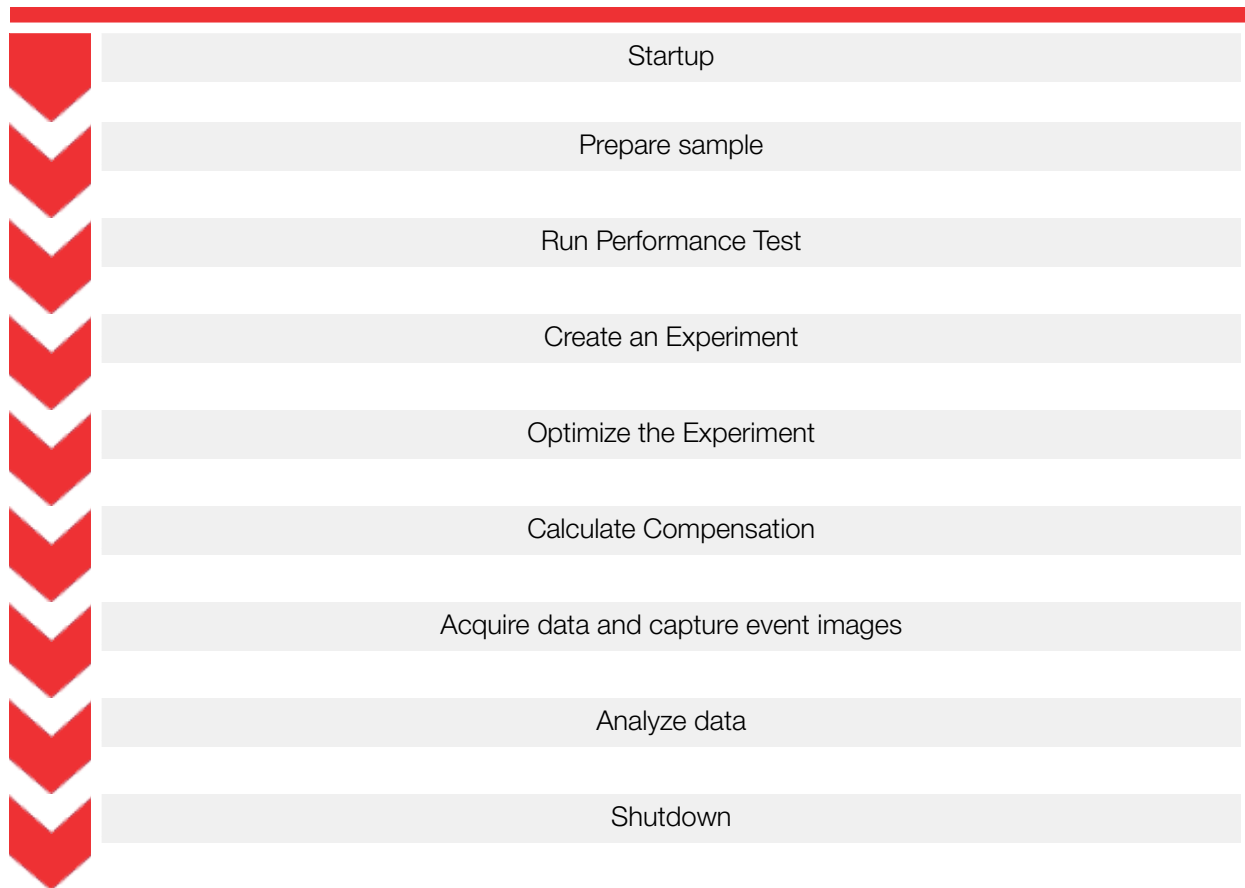 Startup
Prepare sample
Run Performance Test
Create an Experiment
Optimize the Experiment
Calculate Compensation
Acquire data and capture event images
Analyze data
Shutdown